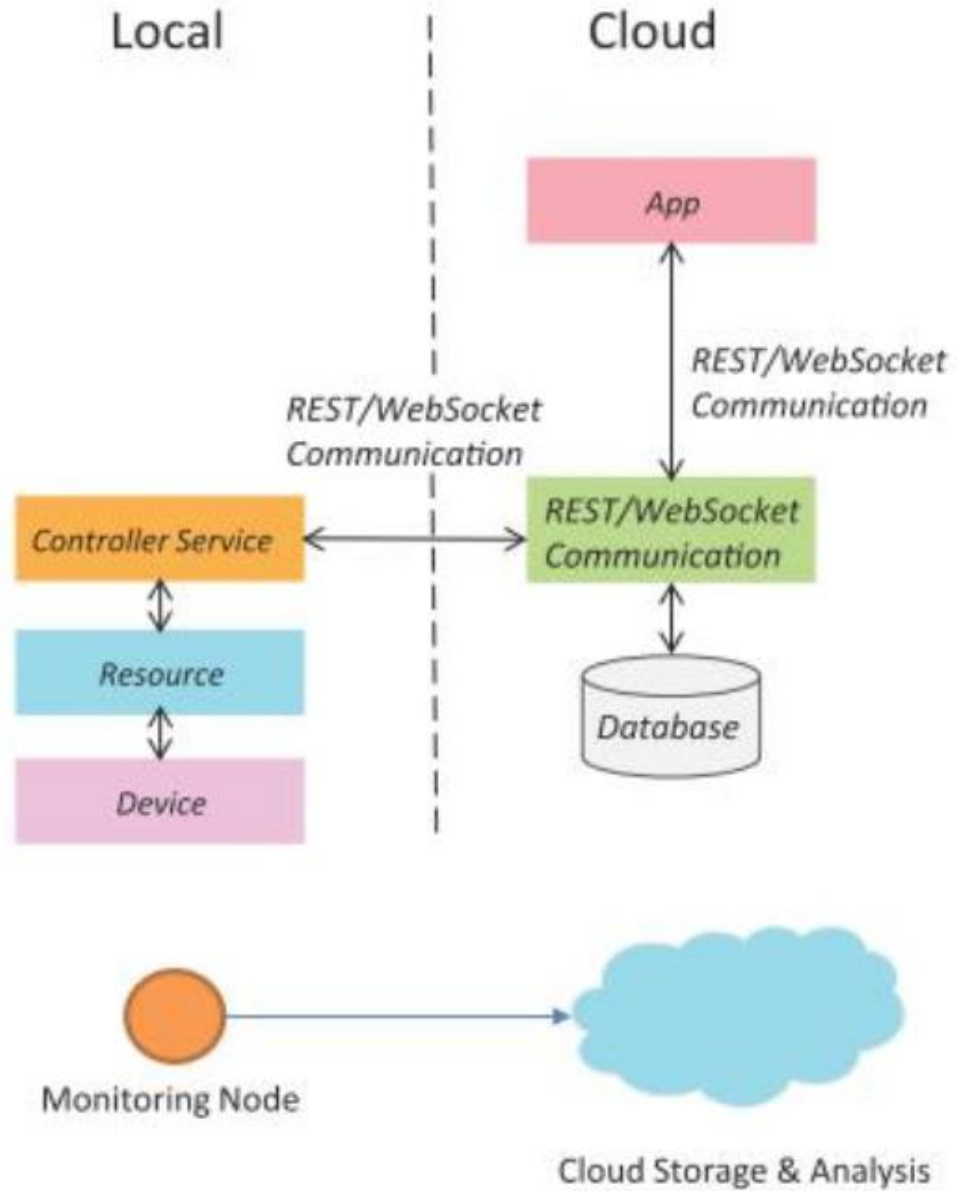 Local
Cloud
App
REST/WebSocket
Communication
REST/WebSocket
Communication
Controller Service
REST/WebSocket
Communication
Resource
Database
Device
Monitoring Node
Cloud Storage & Analysis